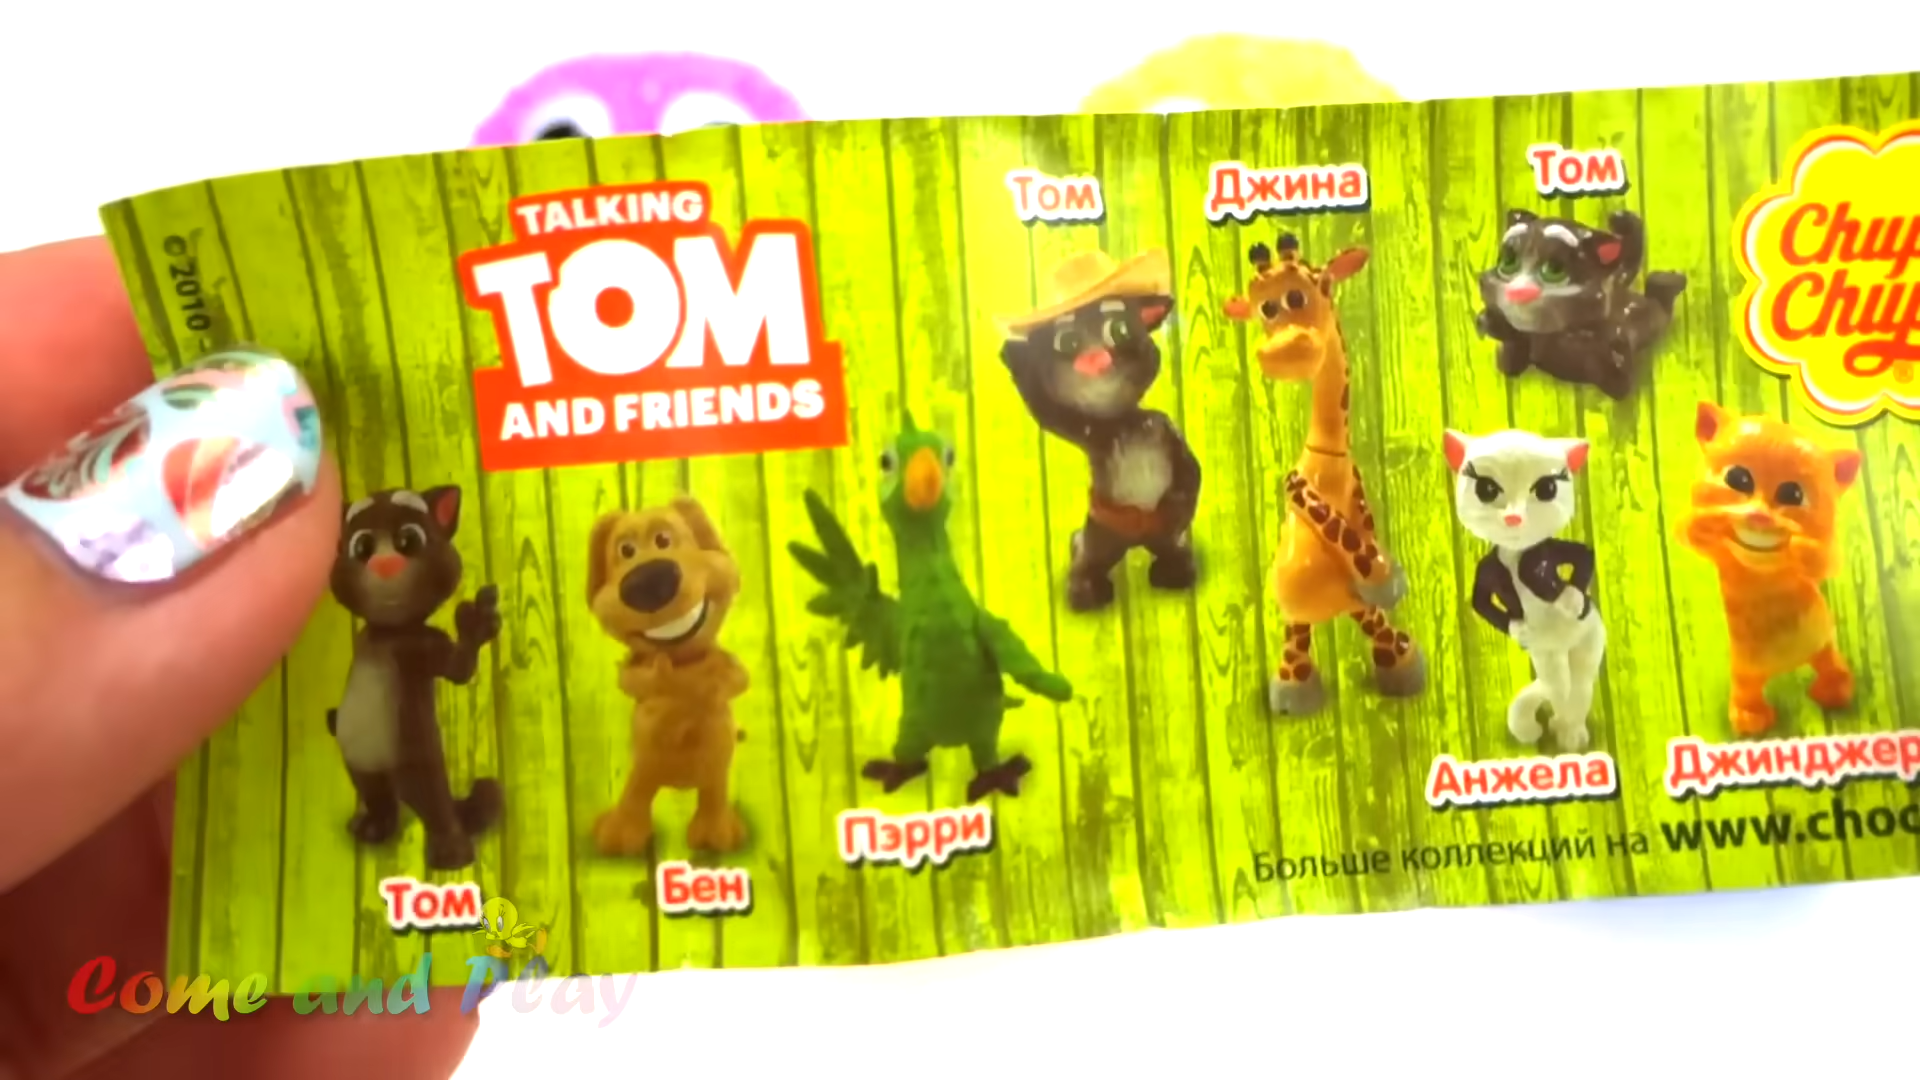 © 2010 -
TALKING
TOM
AND FRIENDS
Том
Джина
Том
Chup
Chup
®
Том
Бен
Пэрри
Анжела
Джинджер
Больше коллекций на www.choc
Come and Play